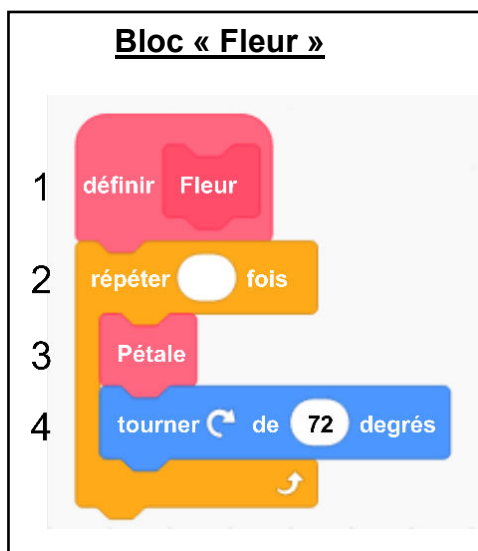 Bloc « Fleur »
1 définir Fleur
2 répéter fois
3 Pétale
4 tourner de 72 degrés